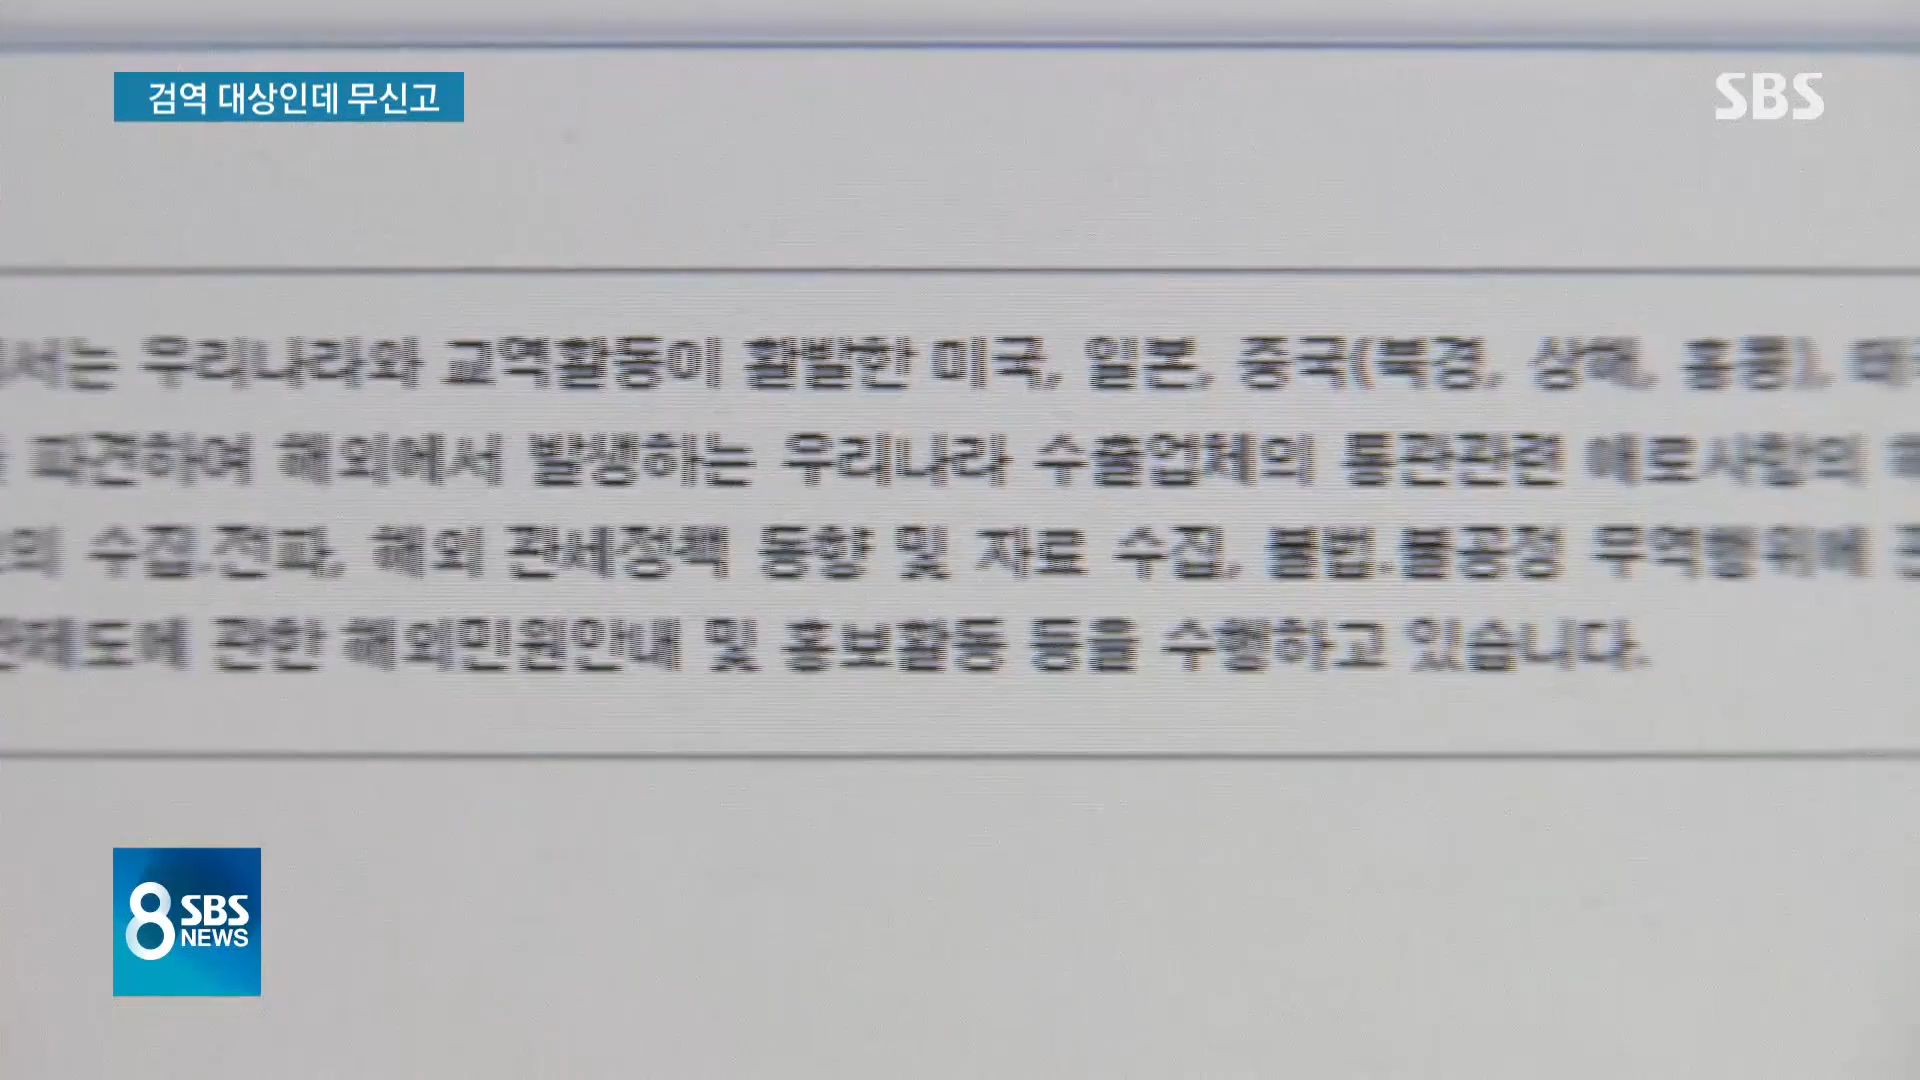 검역 대상인데 무신고
SBS
서는 우리나라와 교역활동이 활발한 미국, 일본, 중국(북경, 상해, 홍콩),
파견하여 해외에서 발생하는 우리나라 수출업체의 통관관련 애로사항의
의 수집.전파, 해외 관세정책 동향 및 자료 수집, 불법.불공정 무역행위에
관제도에 관한 해외민원안내 및 홍보활동 등을 수행하고 있습니다.
8 SBS
NEWS